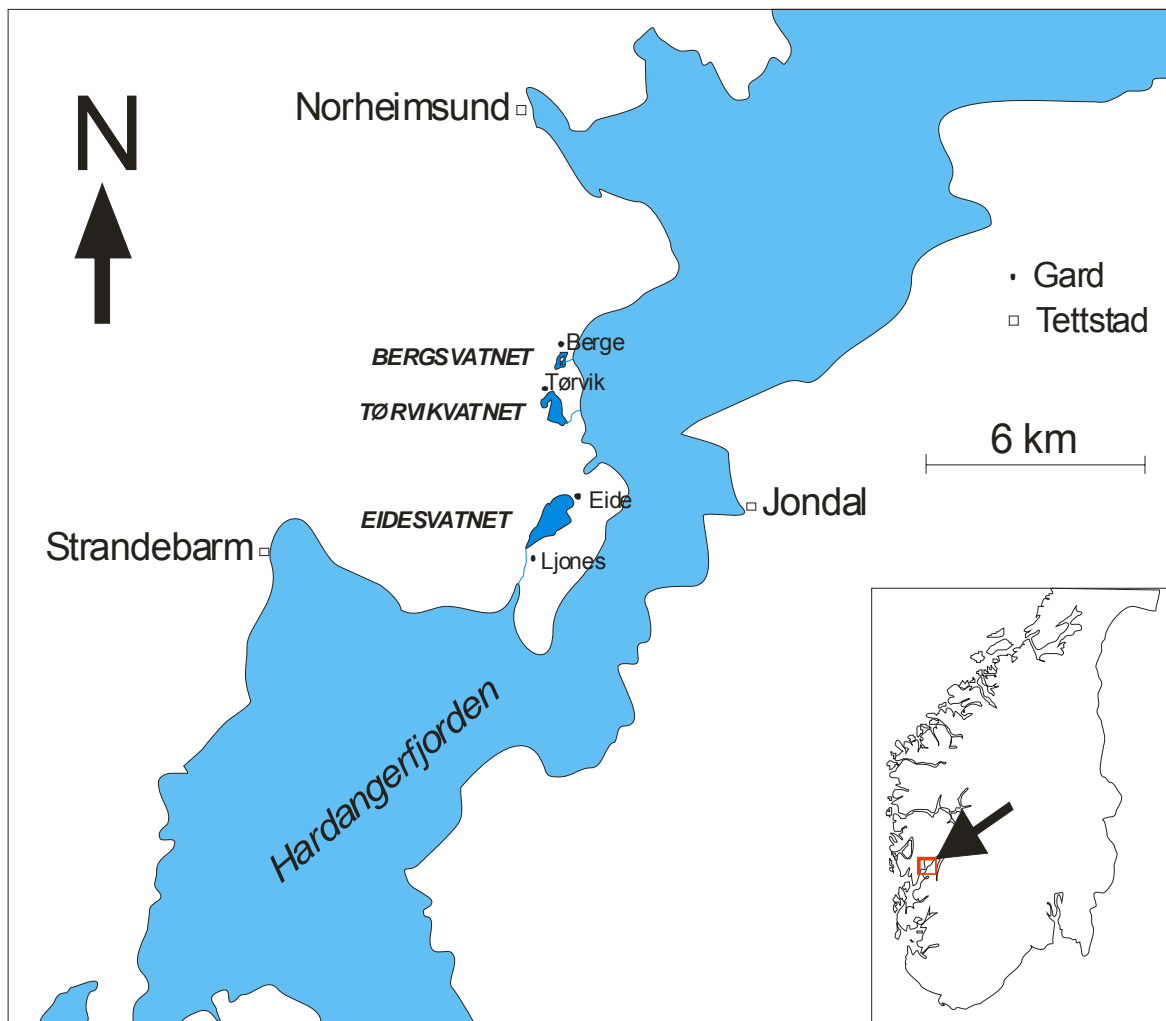 Norheimsund
N
Gard
Tettstad
Berge
BERGSVATNET
Tørvik
TØRVIKVATNET
6 km
Eide
Jondal
EIDESVATNET
Strandebarm
Ljones
Hardangerfjorden